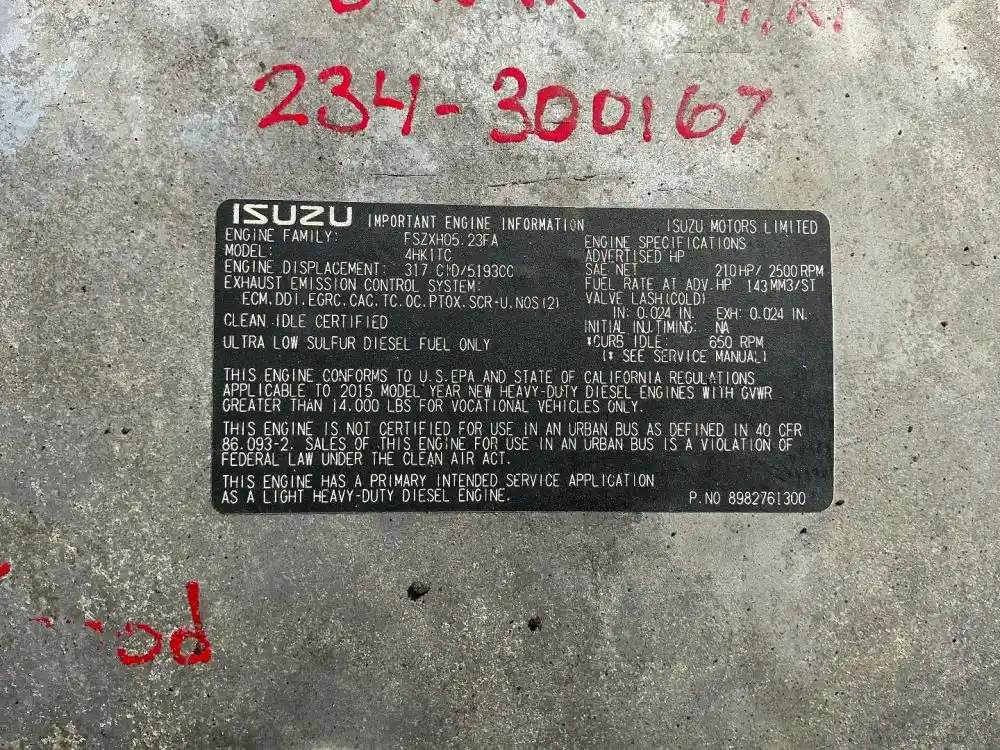 234-300167
ISUZU IMPORTANT ENGINE INFORMATION ISUZU MOTORS LIMITED
ENGINE FAMILY: FSZXH05.23FA
MODEL: 4HK1TC
ENGINE DISPLACEMENT: 317 CID/5193CC
EXHAUST EMISSION CONTROL SYSTEM:
ECM.DDI.EGRC.CAC.TC.OC.PTOX.SCR-U.NOS(2)
CLEAN IDLE CERTIFIED
ULTRA LOW SULFUR DIESEL FUEL ONLY
ENGINE SPECIFICATIONS
ADVERTISED HP
SAE NET 210HP/ 2500RPM
FUEL RATE AT ADV.HP 143MM3/ST
VALVE LASH(COLD)
IN: 0.024 IN. EXH: 0.024 IN.
INITIAL INJ.TIMING: NA
*CURB IDLE: 650 RPM
(* SEE SERVICE MANUAL)
THIS ENGINE CONFORMS TO U.S.EPA AND STATE OF CALIFORNIA REGULATIONS
APPLICABLE TO 2015 MODEL YEAR NEW HEAVY-DUTY DIESEL ENGINES WITH GVWR
GREATER THAN 14.000 LBS FOR VOCATIONAL VEHICLES ONLY.
THIS ENGINE IS NOT CERTIFIED FOR USE IN AN URBAN BUS AS DEFINED IN 40 CFR
86.093-2. SALES OF THIS ENGINE FOR USE IN AN URBAN BUS IS A VIOLATION OF
FEDERAL LAW UNDER THE CLEAN AIR ACT.
THIS ENGINE HAS A PRIMARY INTENDED SERVICE APPLICATION
AS A LIGHT HEAVY-DUTY DIESEL ENGINE.
P.NO 8982761300